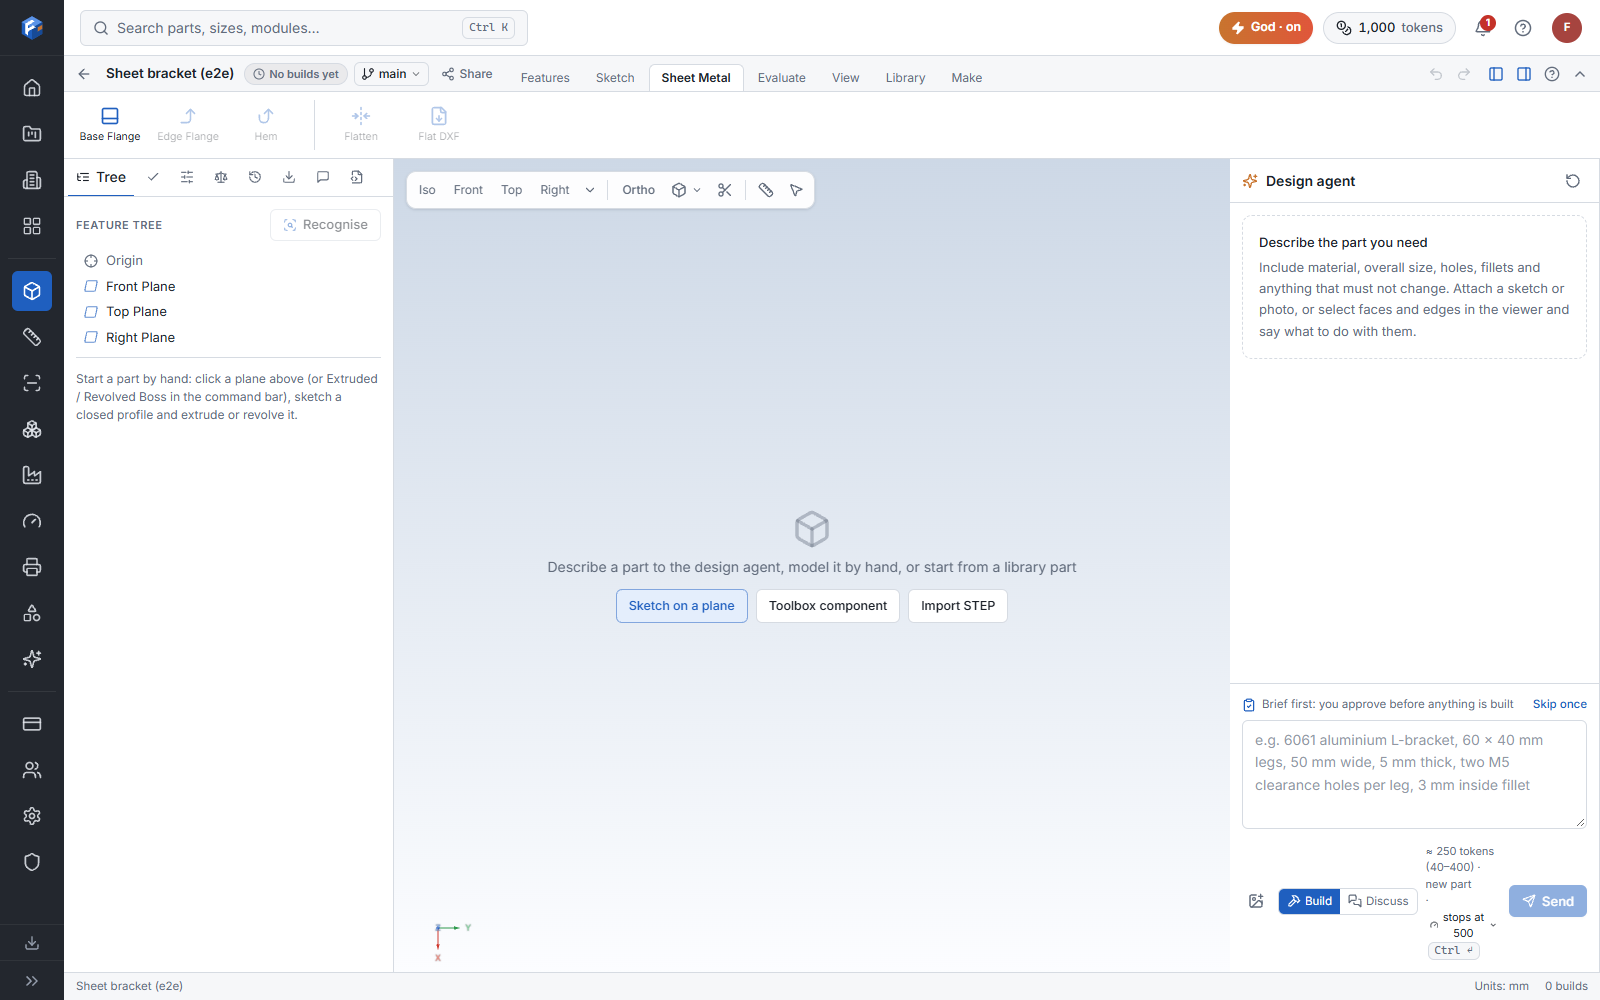 Search parts, sizes, modules...
Ctrl K
God · on
1,000 tokens
1
F
Sheet bracket (e2e)
No builds yet
main
Share
Features
Sketch
Sheet Metal
Evaluate
View
Library
Make
Base Flange
Edge Flange
Hem
Flatten
Flat DXF
Tree
FEATURE TREE
Recognise
Origin
Front Plane
Top Plane
Right Plane
Start a part by hand: click a plane above (or Extruded
/ Revolved Boss in the command bar), sketch a
closed profile and extrude or revolve it.
Iso
Front
Top
Right
Ortho
Describe a part to the design agent, model it by hand, or start from a library part
Sketch on a plane
Toolbox component
Import STEP
Y
X
Design agent
Describe the part you need
Include material, overall size, holes, fillets and
anything that must not change. Attach a sketch or
photo, or select faces and edges in the viewer and
say what to do with them.
Brief first: you approve before anything is built
Skip once
e.g. 6061 aluminium L-bracket, 60 × 40 mm
legs, 50 mm wide, 5 mm thick, two M5
clearance holes per leg, 3 mm inside fillet
Build
Discuss
≈ 250 tokens
(40–400) ·
new part
·
stops at
500
Ctrl ⏎
Send
Sheet bracket (e2e)
Units: mm
0 builds